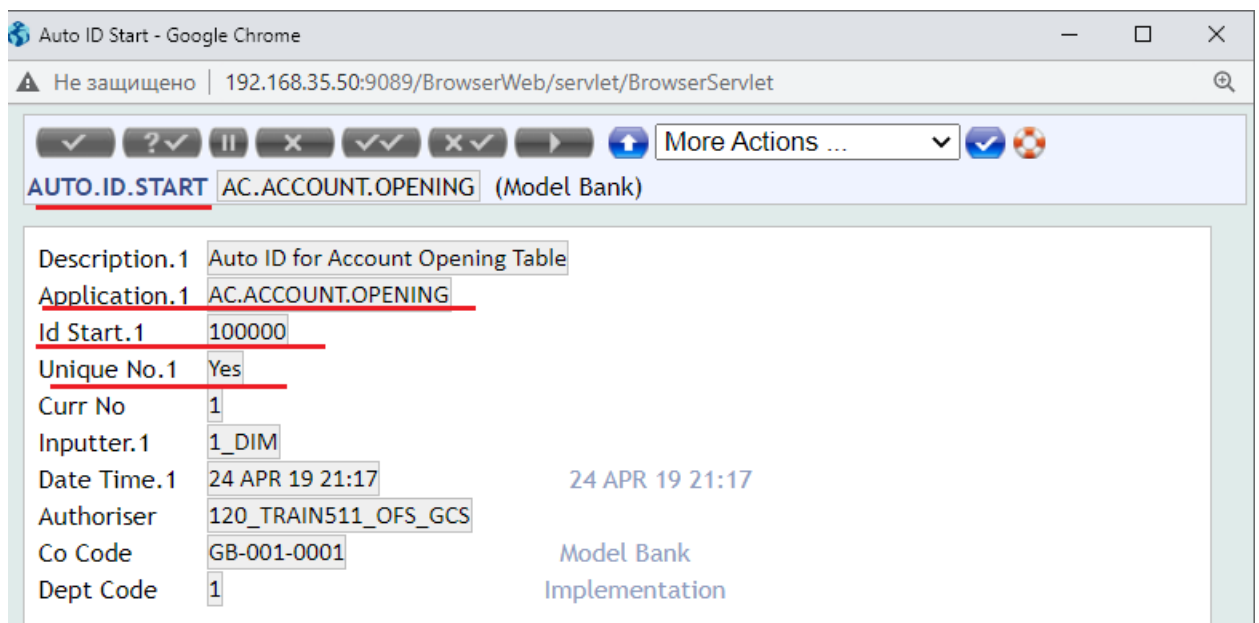 Auto ID Start - Google Chrome
Не защищено | 192.168.35.50:9089/BrowserWeb/servlet/BrowserServlet
More Actions ...
AUTO.ID.START AC.ACCOUNT.OPENING (Model Bank)
Description.1 Auto ID for Account Opening Table
Application.1 AC.ACCOUNT.OPENING
Id Start.1 100000
Unique No.1 Yes
Curr No 1
Inputter.1 1_DIM
Date Time.1 24 APR 19 21:17 24 APR 19 21:17
Authoriser 120_TRAIN511_OFS_GCS
Co Code GB-001-0001 Model Bank
Dept Code 1 Implementation